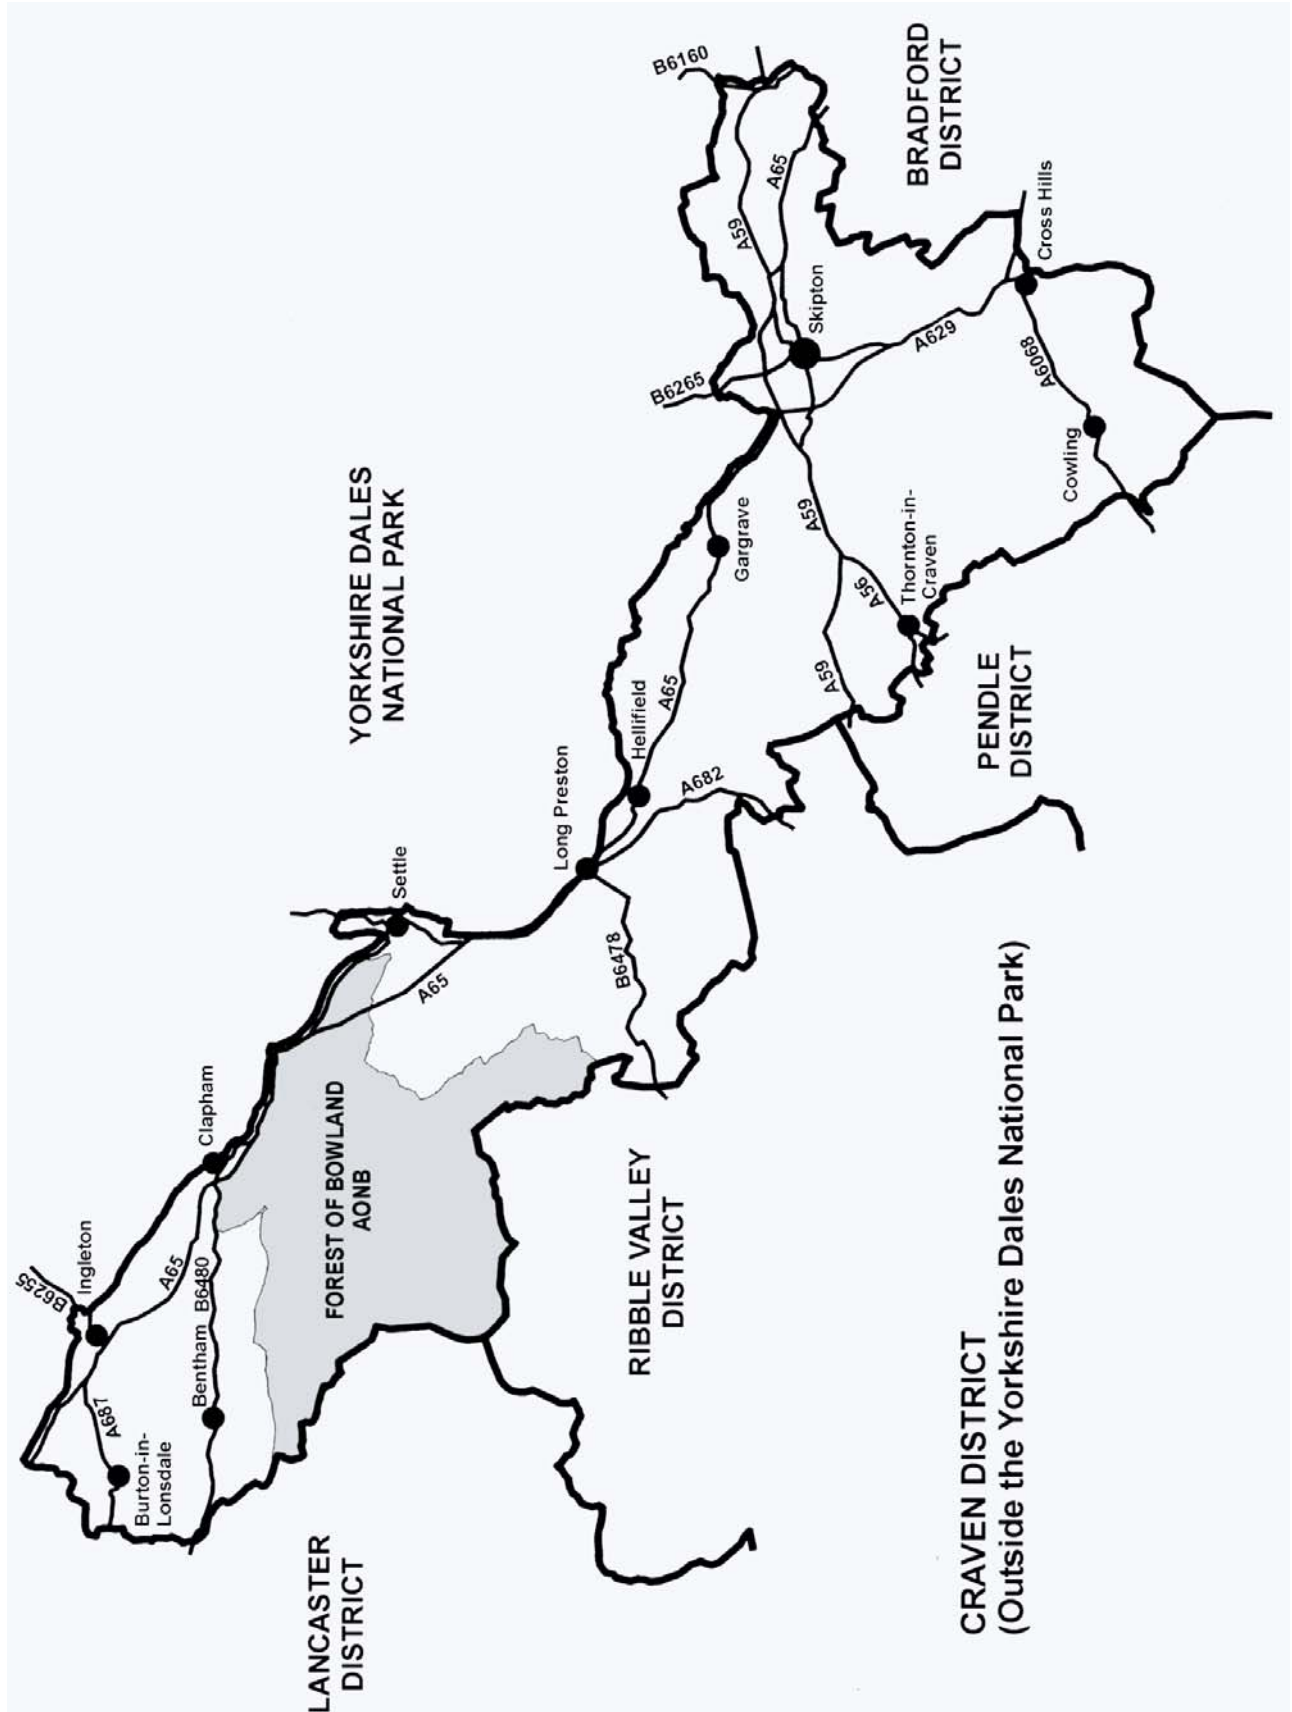 B6255
Ingleton
A687
Burton-in-
Lonsdale
A65
B6480
Bentham
Clapham
LANCASTER
DISTRICT
FOREST OF BOWLAND
AONB
Settle
A65
YORKSHIRE DALES
NATIONAL PARK
Long Preston
B6478
Hellifield
A682
A65
Gargrave
RIBBLE VALLEY
DISTRICT
B6265
B6160
A59
A65
Skipton
BRADFORD
DISTRICT
A59
A59
A56
Thornton-in-
Craven
A629
Cross Hills
A6068
Cowling
PENDLE
DISTRICT
CRAVEN DISTRICT
(Outside the Yorkshire Dales National Park)